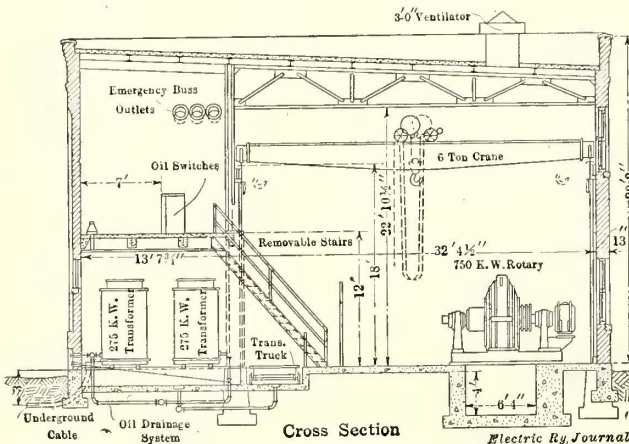 3'0" Ventilator
Emergency Buss
Outlets
Oil Switches
7'
6 Ton Crane
22' 10½"
Removable Stairs
13' 7¾"
32' 4½"
13"
750 K.W. Rotary
12"
18'
275 K.W.
Transformer
275 K.W.
Transformer
Trans.
Truck
4'
6'-4"
Underground
Cable
Oil Drainage
System
Cross Section
Electric Ry. Journal